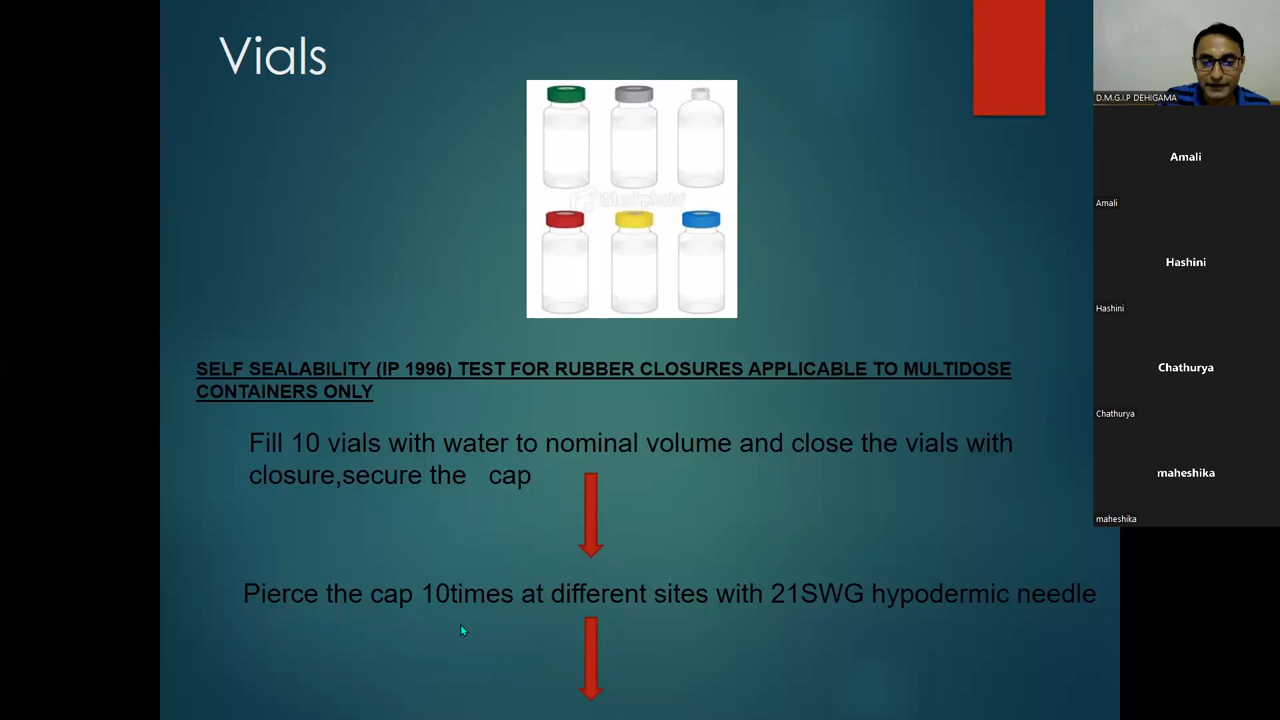 Vials
iStockphoto
SELF SEALABILITY (IP 1996) TEST FOR RUBBER CLOSURES APPLICABLE TO MULTIDOSE
CONTAINERS ONLY
Fill 10 vials with water to nominal volume and close the vials with
closure,secure the cap
Pierce the cap 10times at different sites with 21SWG hypodermic needle
D.M.G.I.P DEHIGAMA
Amali
Amali
Hashini
Hashini
Chathurya
Chathurya
maheshika
maheshika